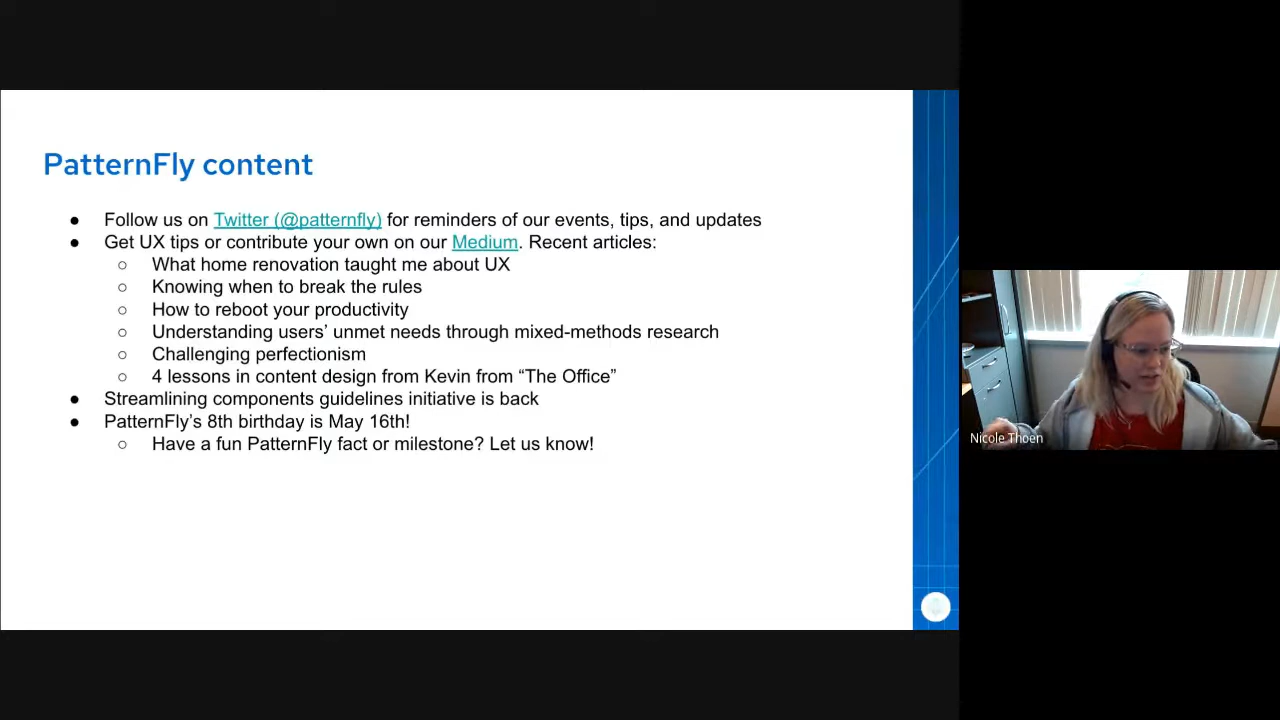 PatternFly content
● Follow us on Twitter (@patternfly) for reminders of our events, tips, and updates
● Get UX tips or contribute your own on our Medium. Recent articles:
○ What home renovation taught me about UX
○ Knowing when to break the rules
○ How to reboot your productivity
○ Understanding users’ unmet needs through mixed-methods research
○ Challenging perfectionism
○ 4 lessons in content design from Kevin from “The Office”
● Streamlining components guidelines initiative is back
● PatternFly’s 8th birthday is May 16th!
○ Have a fun PatternFly fact or milestone? Let us know!
Nicole Thoen